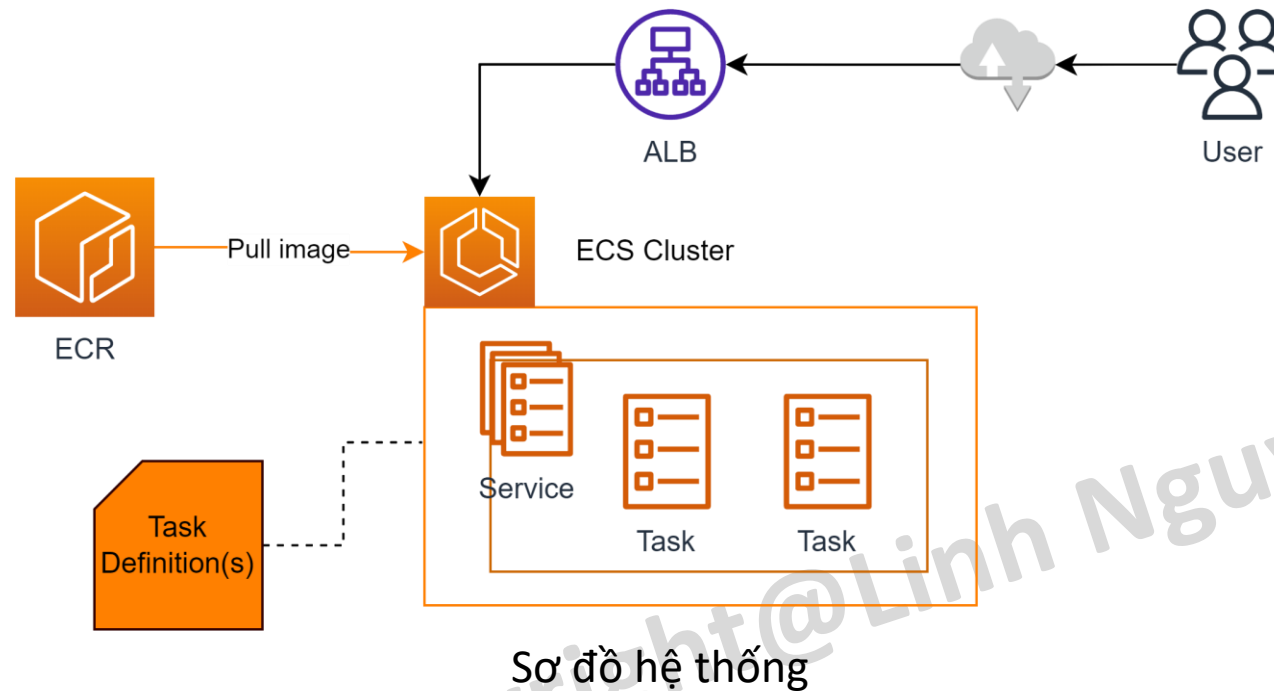 ALB
User
Pull image
ECS Cluster
ECR
Service
Task
Task
Task
Definition(s)
Sơ đồ hệ thống